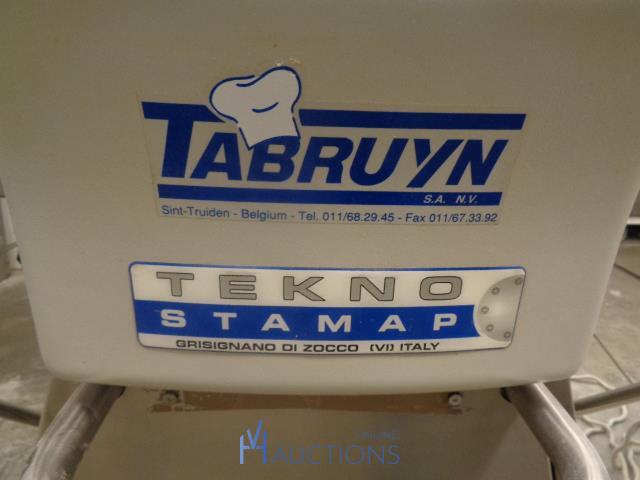 TABRUYN
S.A. N.V.
Sint-Truiden - Belgium - Tel. 011/68.29.45 - Fax 011/67.33.92
TEKNO
STAMAP
GRISIGNANO DI ZOCCO (VI) ITALY
ONLINE
AUCTIONS